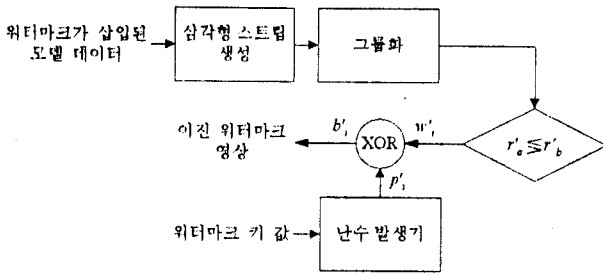 워터마크가 삽입된
모델 데이터
삼각형 스트립
생성
그룹화
이진 워터마크
영상
b'ᵢ
XOR
w'ᵢ
r'ₐ ≦ r'_b
p'ᵢ
워터마크 키 값
난수 발생기